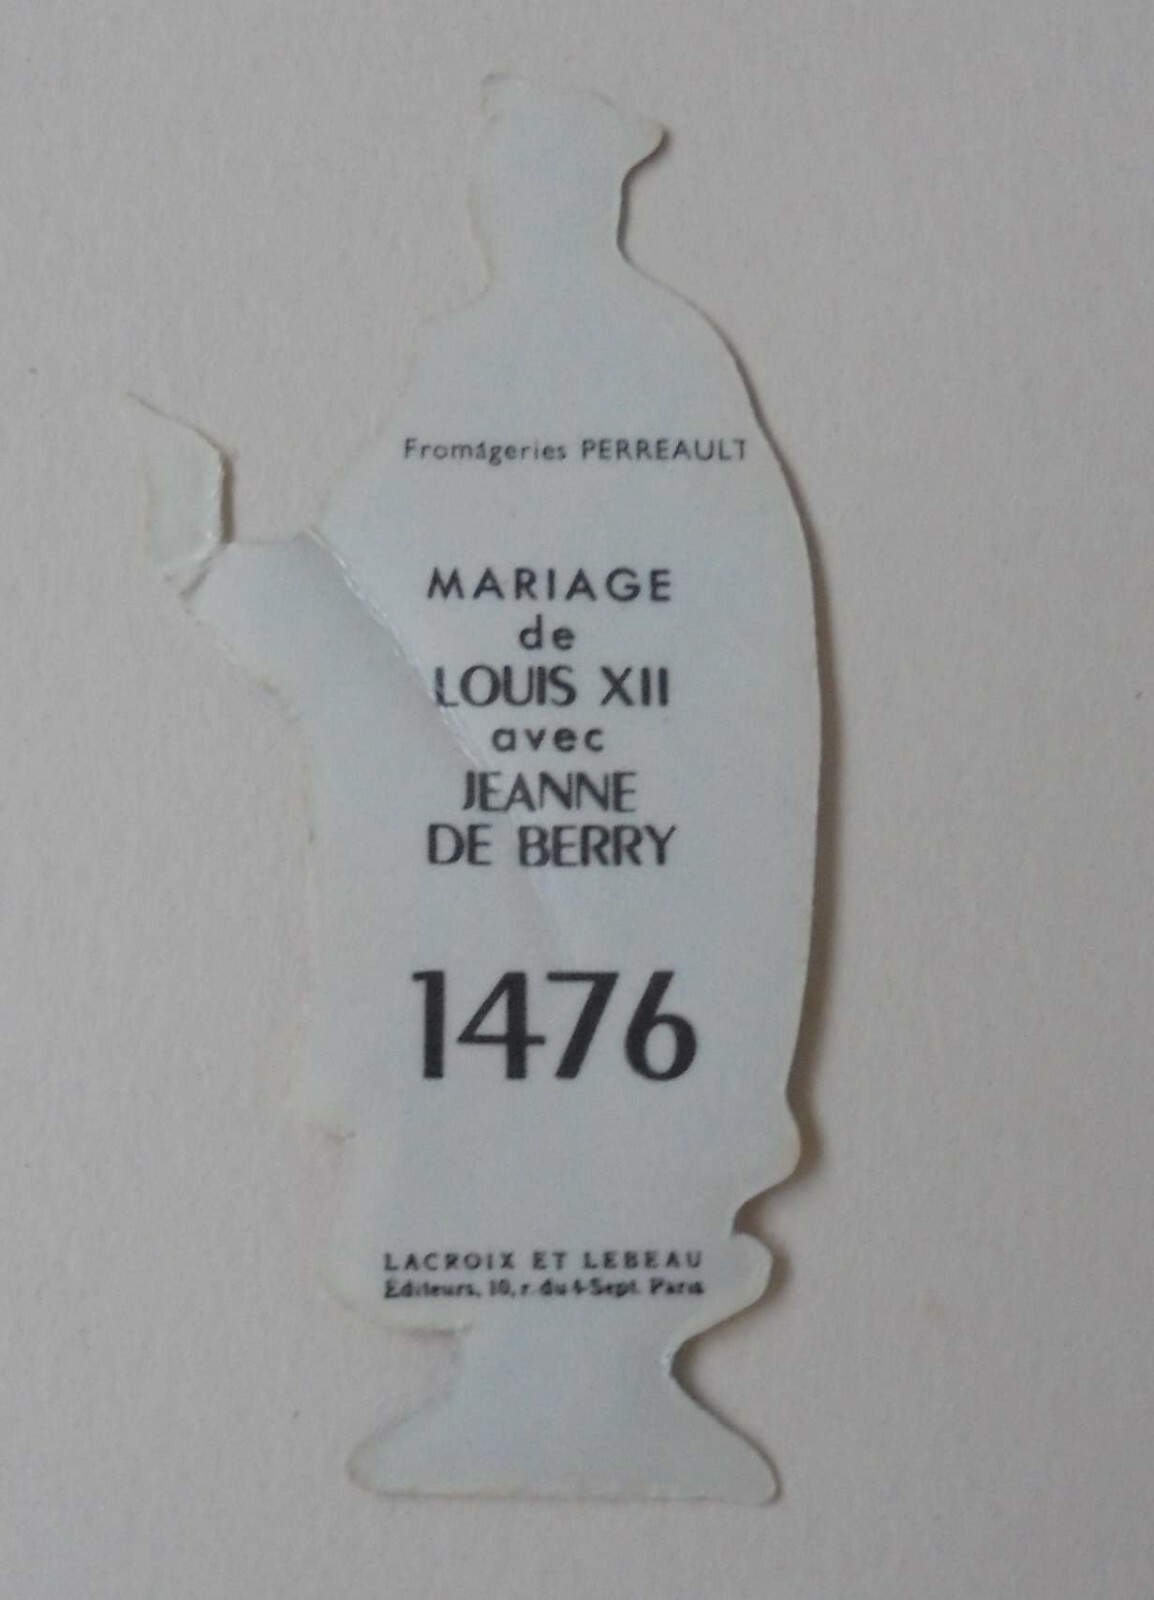 Fromageries PERREAULT
MARIAGE
de
LOUIS XII
avec
JEANNE
DE BERRY
1476
LACROIX ET LEBEAU
Editeurs, 10, r. du 4-Sept. Paris